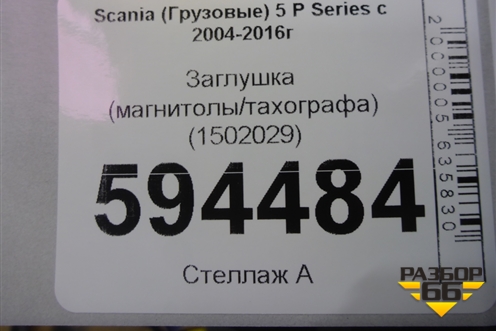 Scania (Грузовые) 5 P Series с
2004-2016г
Заглушка
(магнитолы/тахографа)
(1502029)
594484
Стеллаж А
2000005635830
РАЗБОР
66